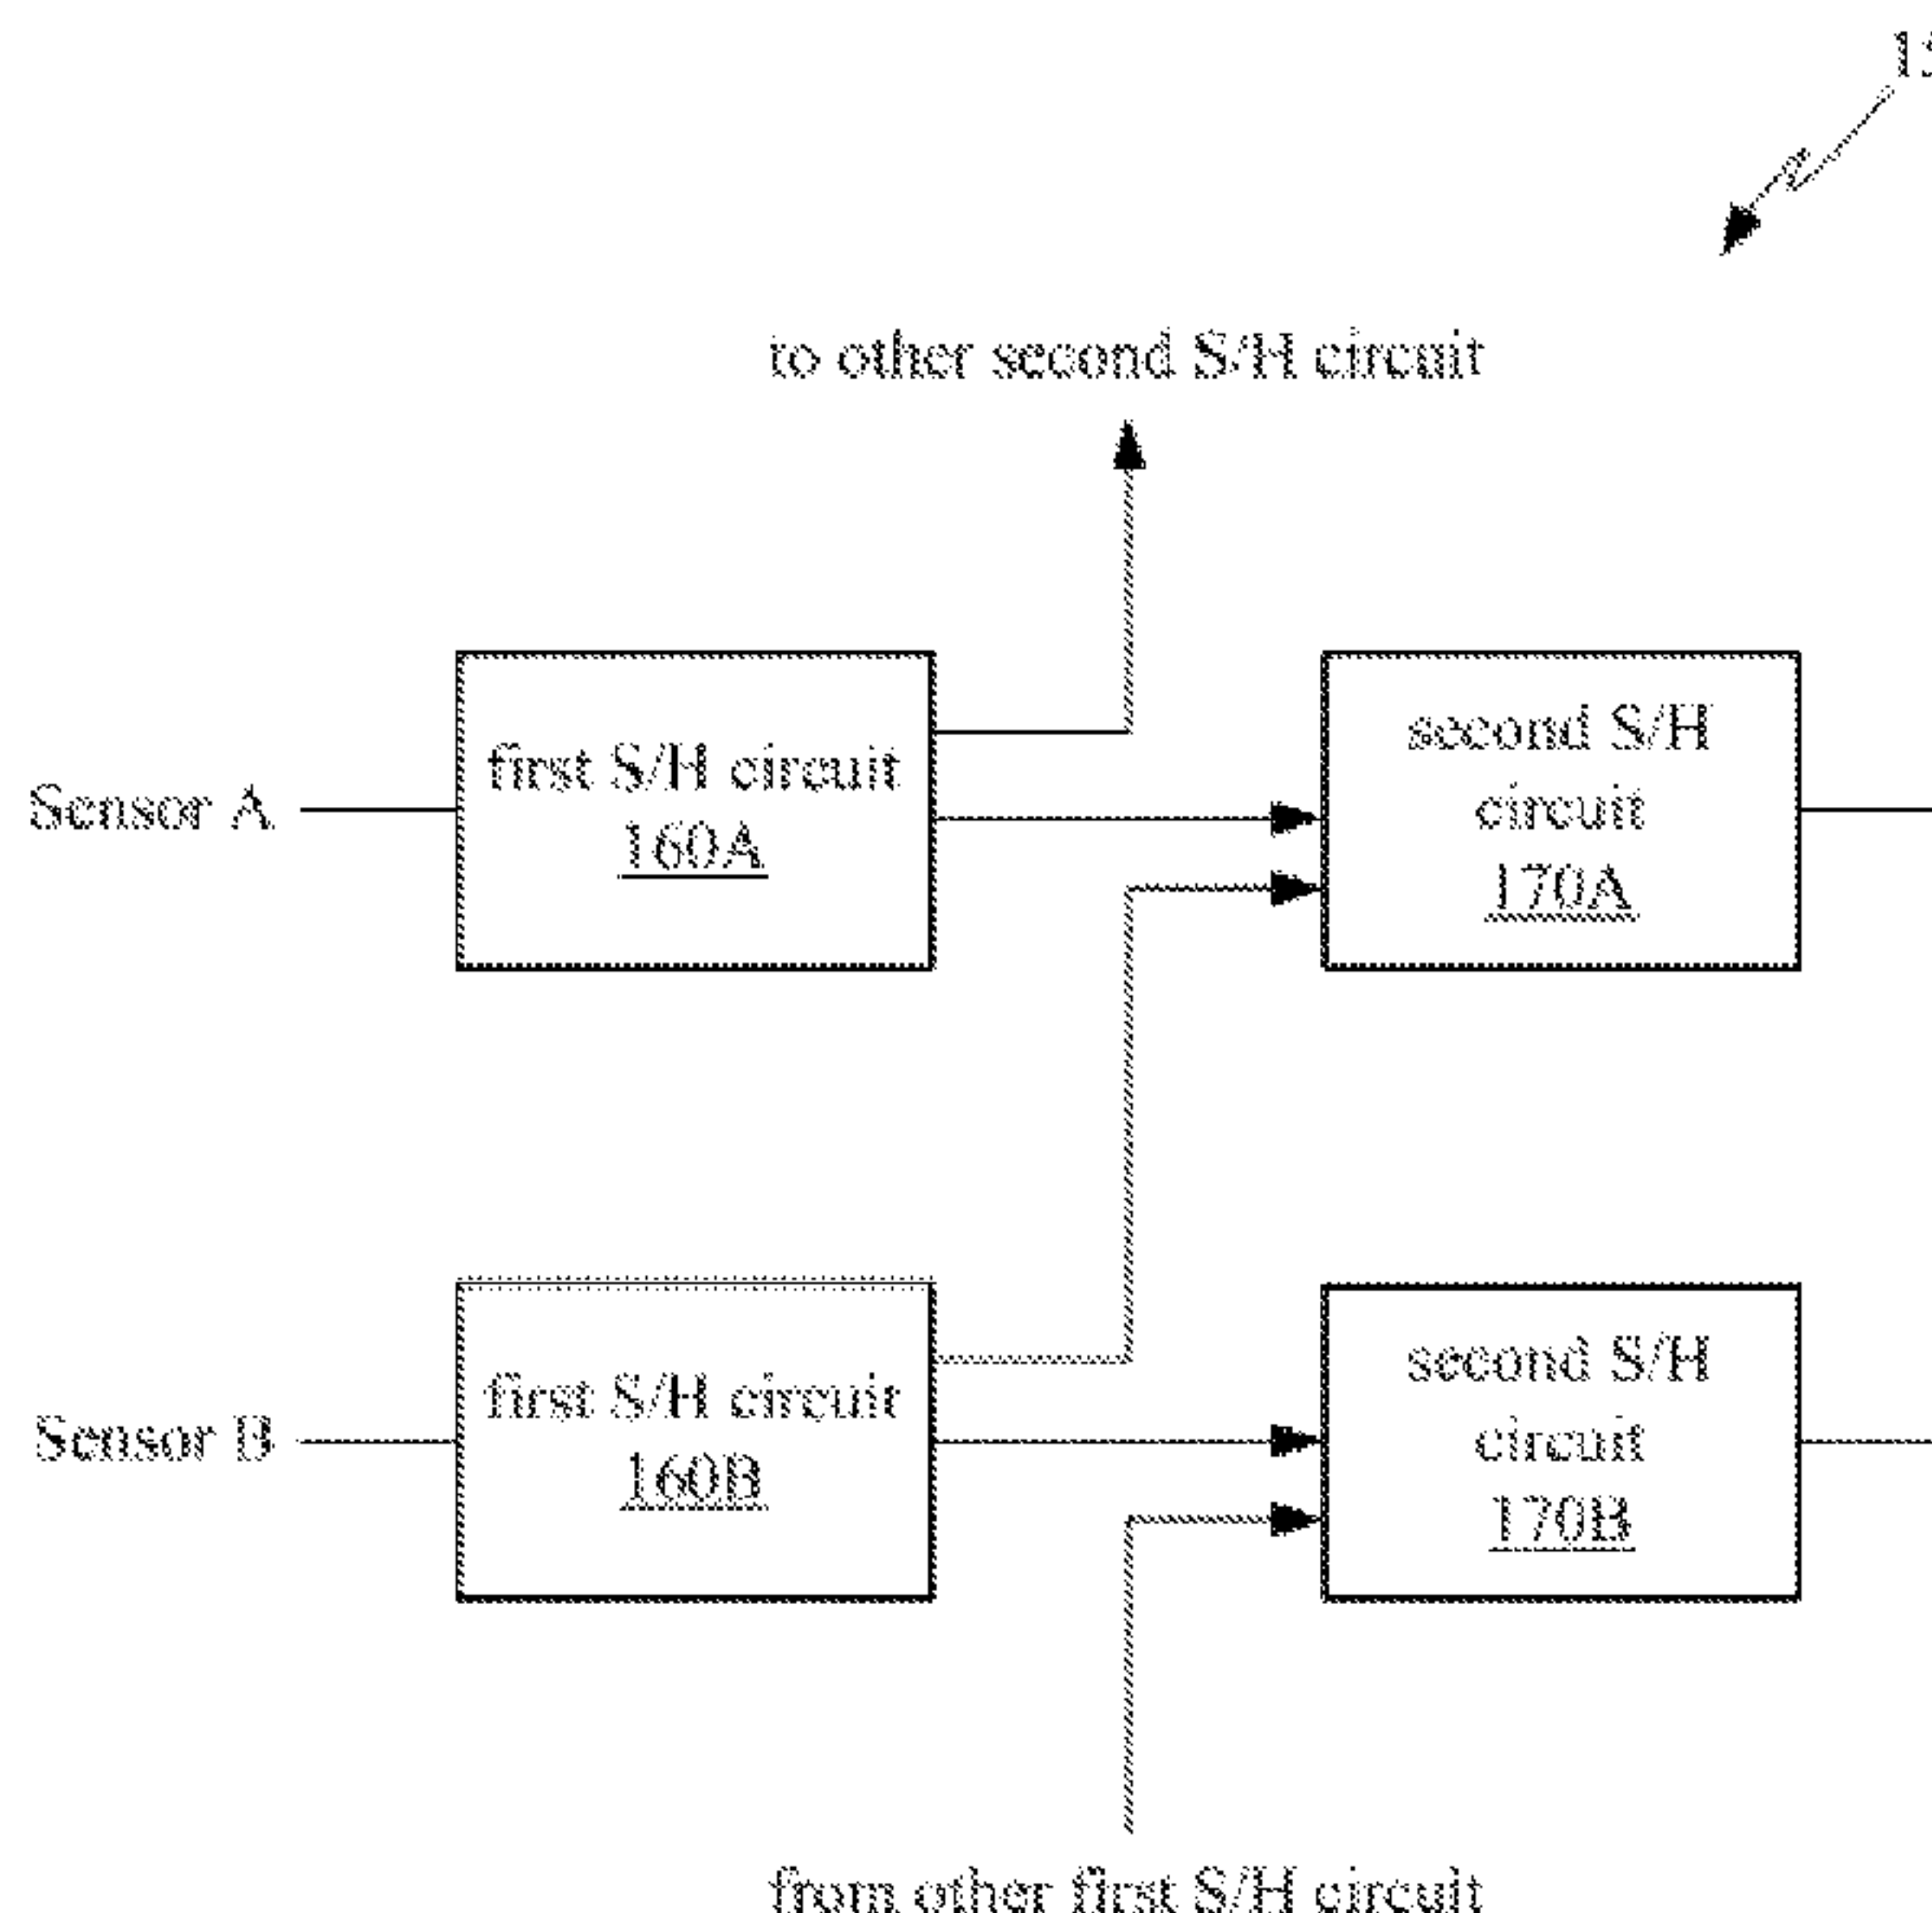 to other second S/H circuit
first S/H circuit
160A
second S/H
circuit
170A
Sensor A
first S/H circuit
160B
second S/H
circuit
170B
Sensor B
from other first S/H circuit